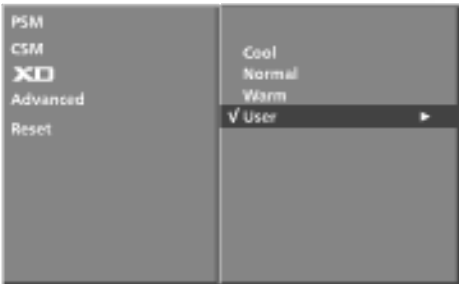 PSM
CSM
XD
Advanced
Reset
Cool
Normal
Warm
√ User ►